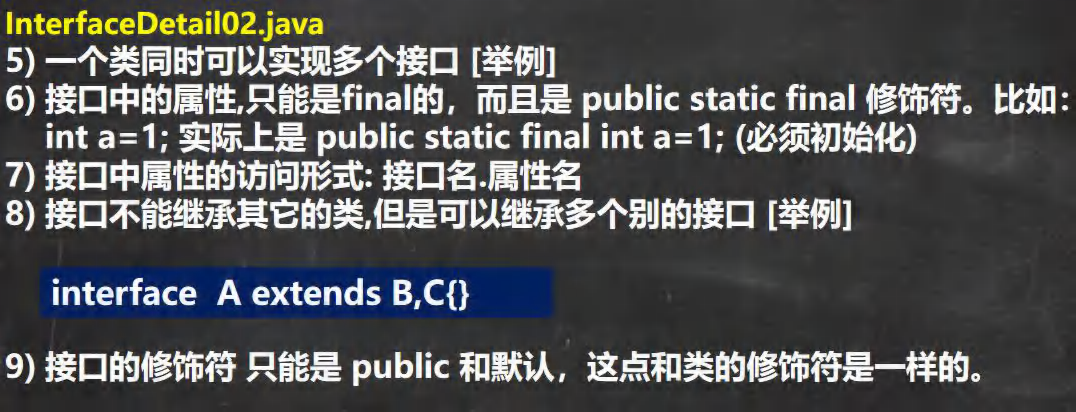 InterfaceDetail02.java
5) 一个类同时可以实现多个接口 [举例]
6) 接口中的属性,只能是final的，而且是 public static final 修饰符。比如：
int a=1; 实际上是 public static final int a=1; (必须初始化)
7) 接口中属性的访问形式: 接口名.属性名
8) 接口不能继承其它的类,但是可以继承多个别的接口 [举例]
interface A extends B,C{}
9) 接口的修饰符 只能是 public 和默认，这点和类的修饰符是一样的。